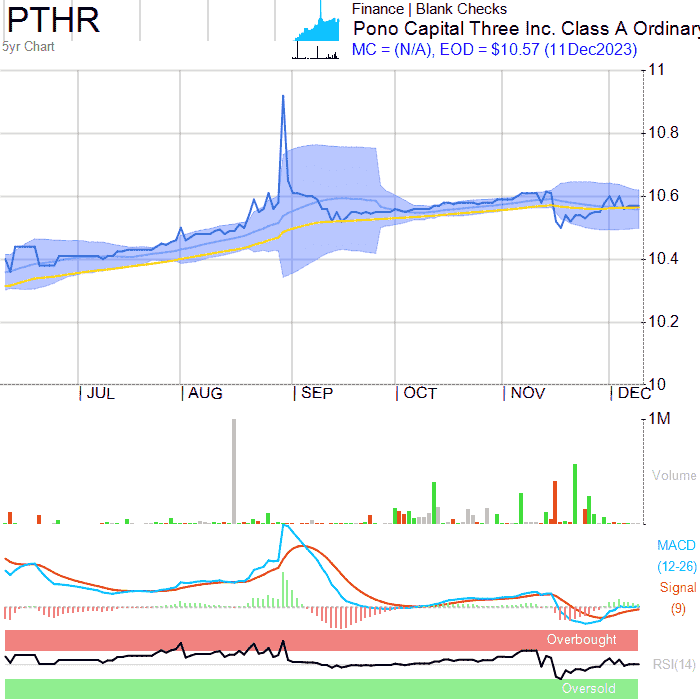 PTHR
5yr Chart
Finance | Blank Checks
Pono Capital Three Inc. Class A Ordinary
MC = (N/A), EOD = $10.57 (11Dec2023)
11
10.8
10.6
10.4
10.2
10
JUL AUG SEP OCT NOV DEC
1M
Volume
MACD
(12-26)
Signal
(9)
Overbought
RSI(14)
Oversold